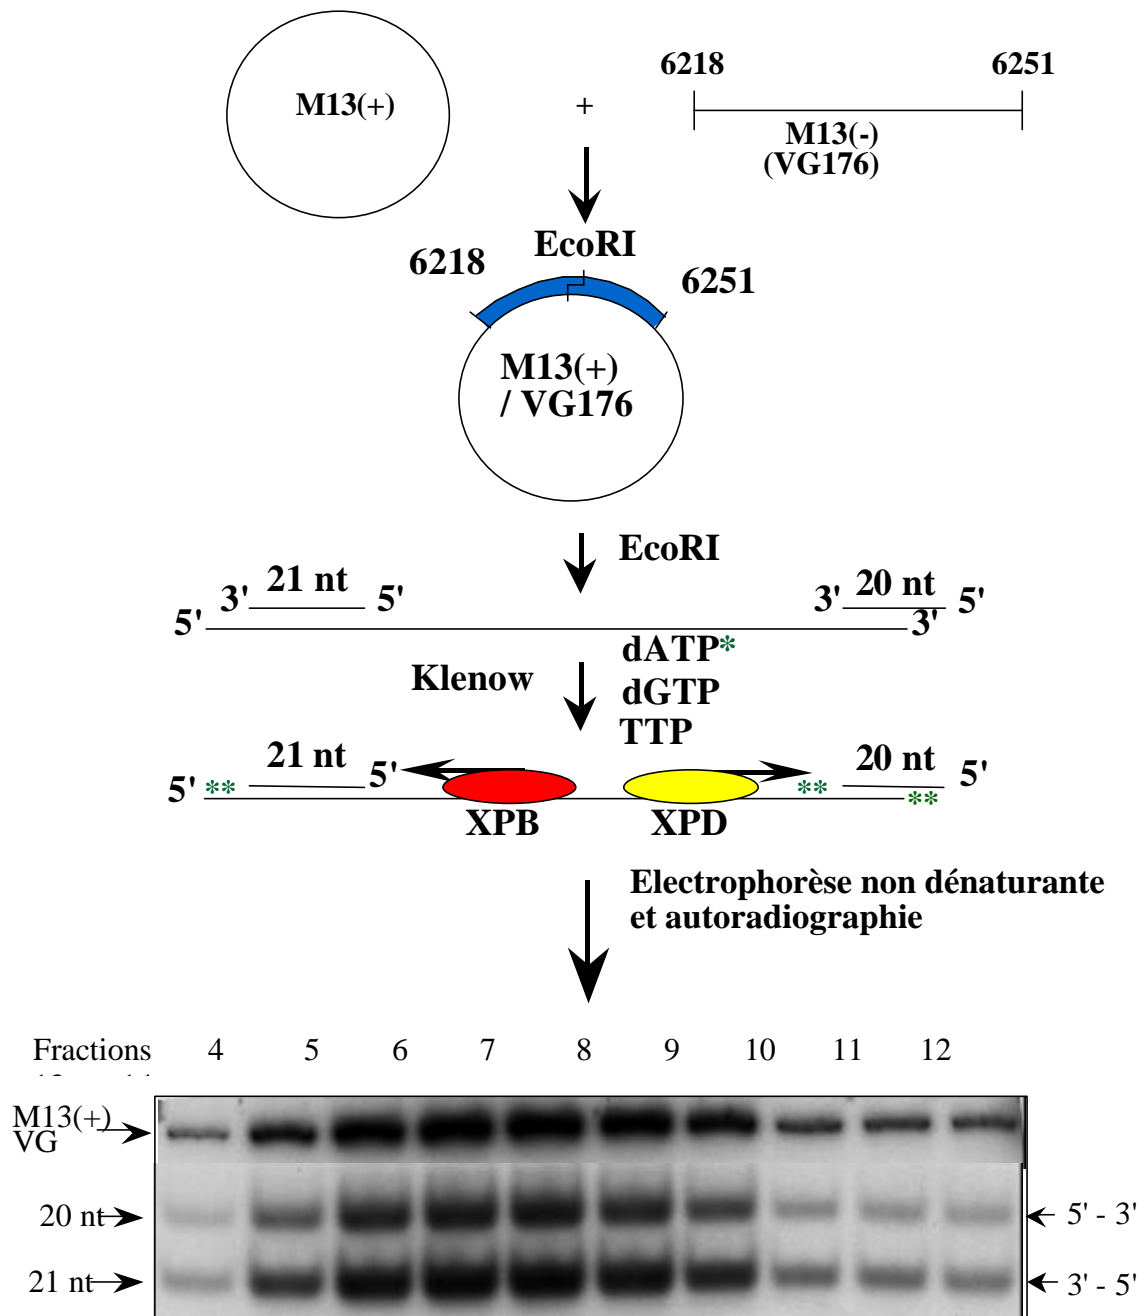 6218 6251
M13(+) + M13(-)
(VG176)
EcoRI
6218 6251
M13(+)
/ VG176
EcoRI
3' 21 nt 5' 3' 20 nt 5'
5' 3'
Klenow dATP*
dGTP
TTP
21 nt 5' 20 nt 5'
5' ** ** **
XPB XPD
Electrophorèse non dénaturante
et autoradiographie
Fractions 4 5 6 7 8 9 10 11 12
M13(+)
VG
20 nt 5' - 3'
21 nt 3' - 5'